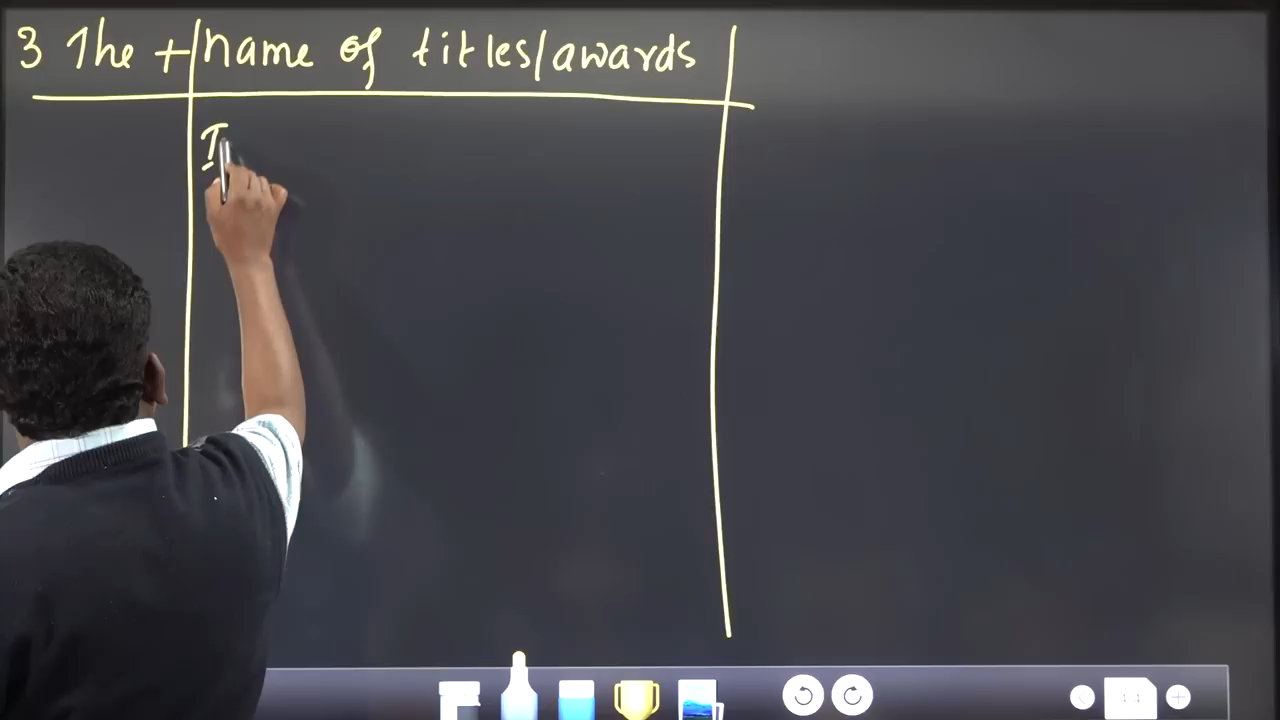 3 The + name of titles/awards
I